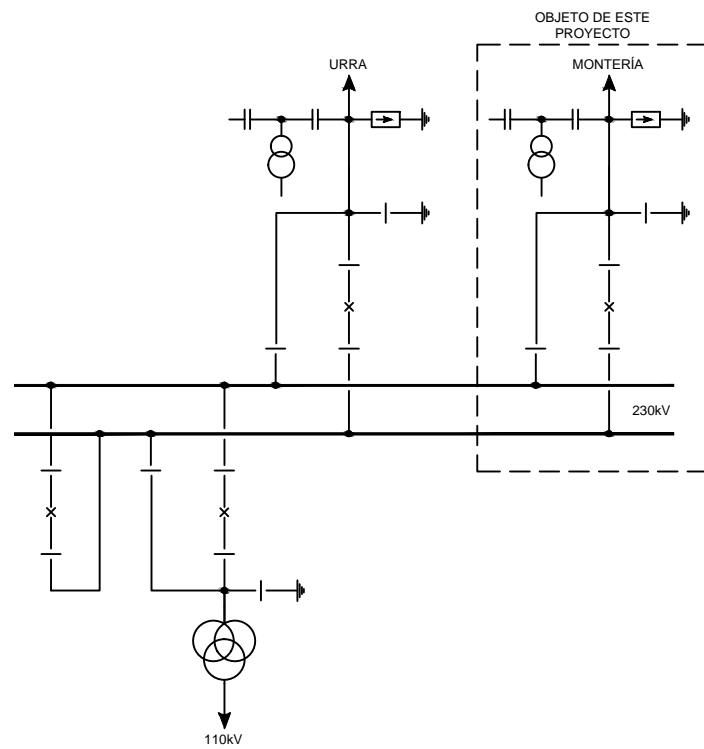 OBJETO DE ESTE
PROYECTO
URRA
MONTERÍA
230kV
110kV